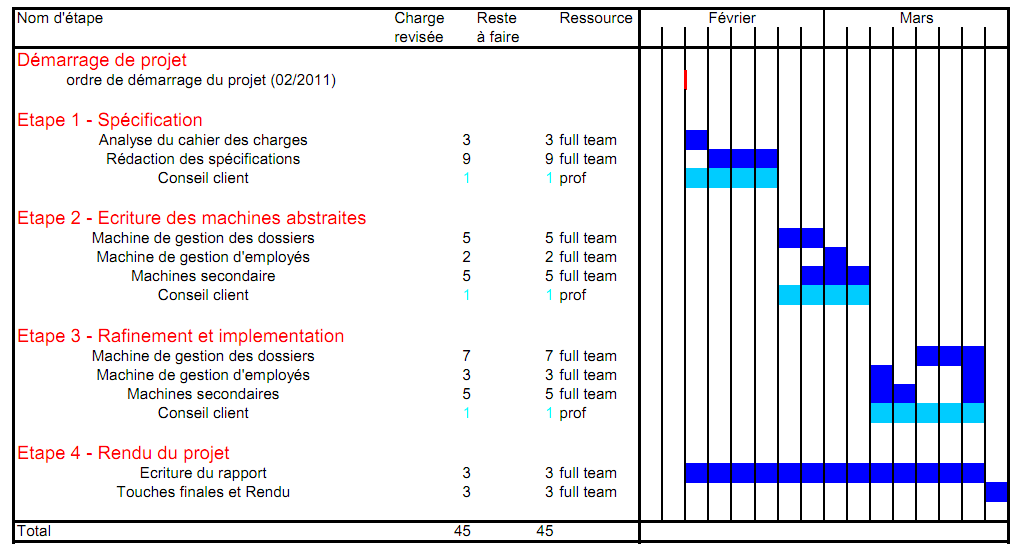 Nom d'étape Charge Reste Ressource Février Mars
revisée à faire
Démarrage de projet
ordre de démarrage du projet (02/2011)
Etape 1 - Spécification
Analyse du cahier des charges 3 3 full team
Rédaction des spécifications 9 9 full team
Conseil client 1 1 prof
Etape 2 - Ecriture des machines abstraites
Machine de gestion des dossiers 5 5 full team
Machine de gestion d'employés 2 2 full team
Machines secondaire 5 5 full team
Conseil client 1 1 prof
Etape 3 - Rafinement et implementation
Machine de gestion des dossiers 7 7 full team
Machine de gestion d'employés 3 3 full team
Machines secondaires 5 5 full team
Conseil client 1 1 prof
Etape 4 - Rendu du projet
Ecriture du rapport 3 3 full team
Touches finales et Rendu 3 3 full team
Total 45 45